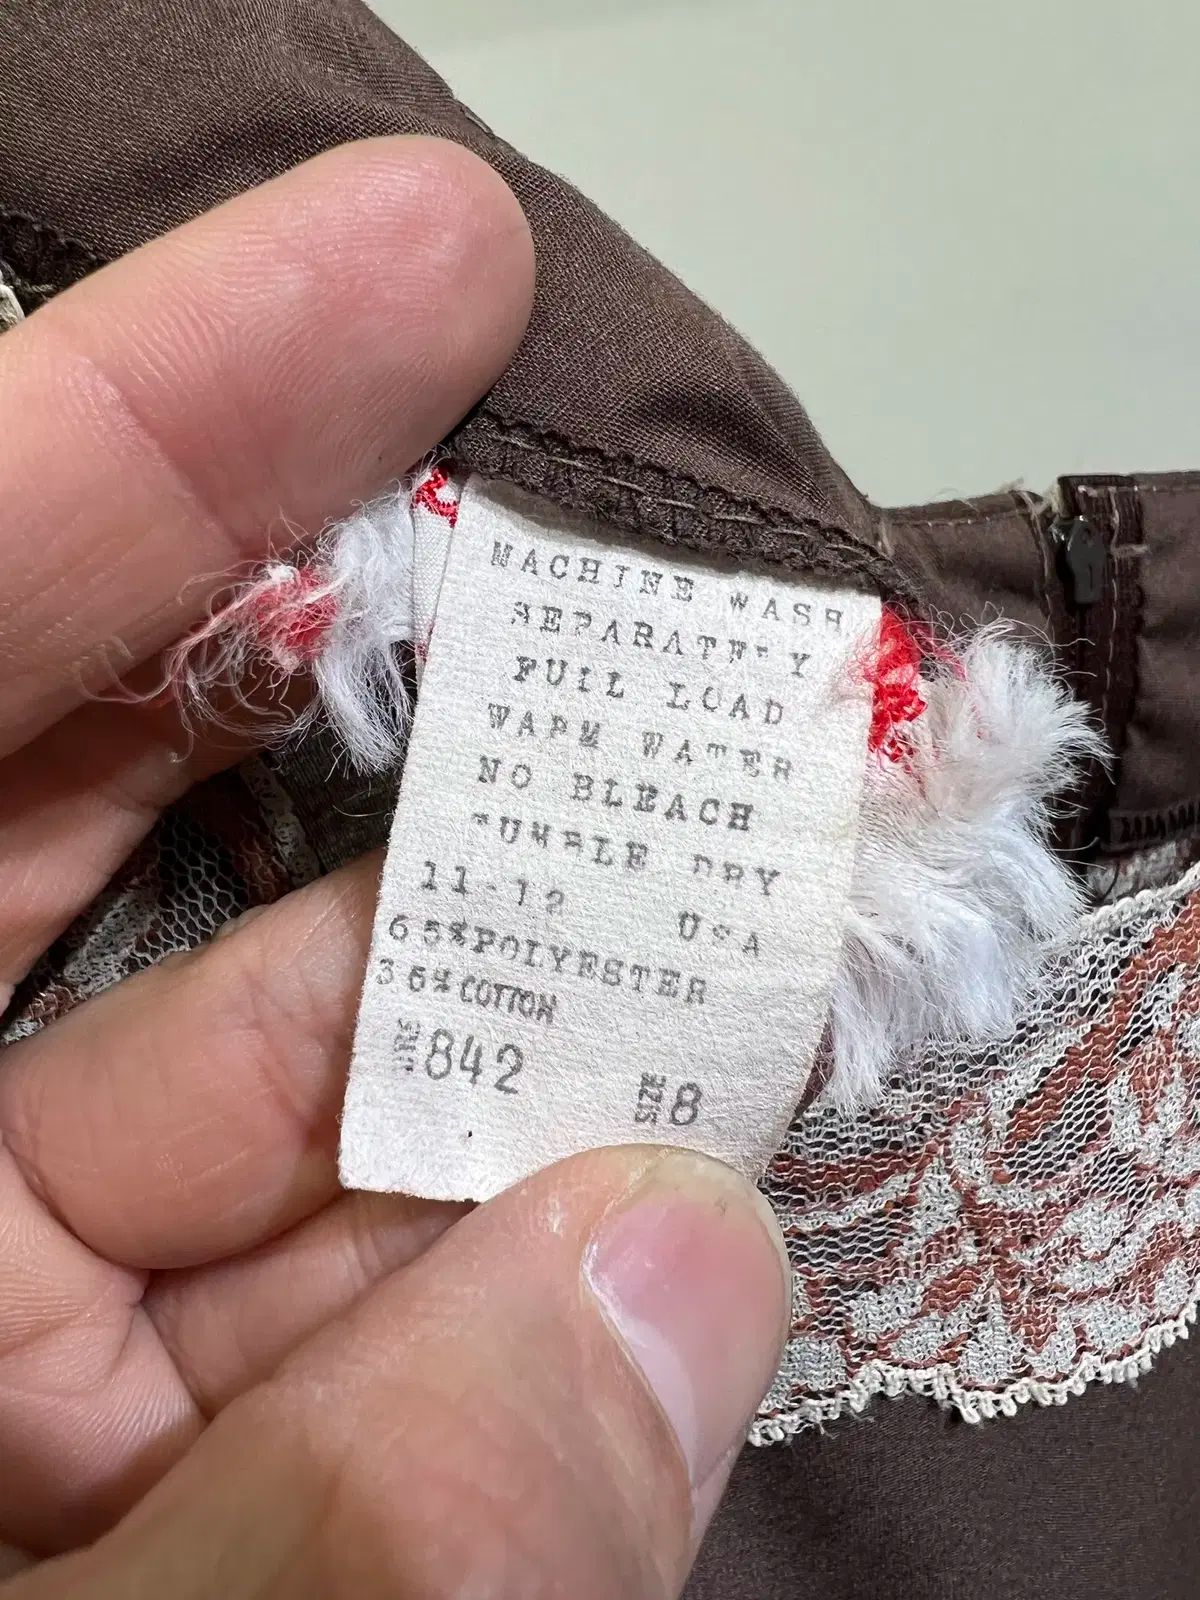 MACHINE WASH
SEPARATELY
FULL LOAD
WARM WATER
NO BLEACH
TUMBLE DRY
11-12 USA
65%POLYESTER
35%COTTON
842 SIZE 8